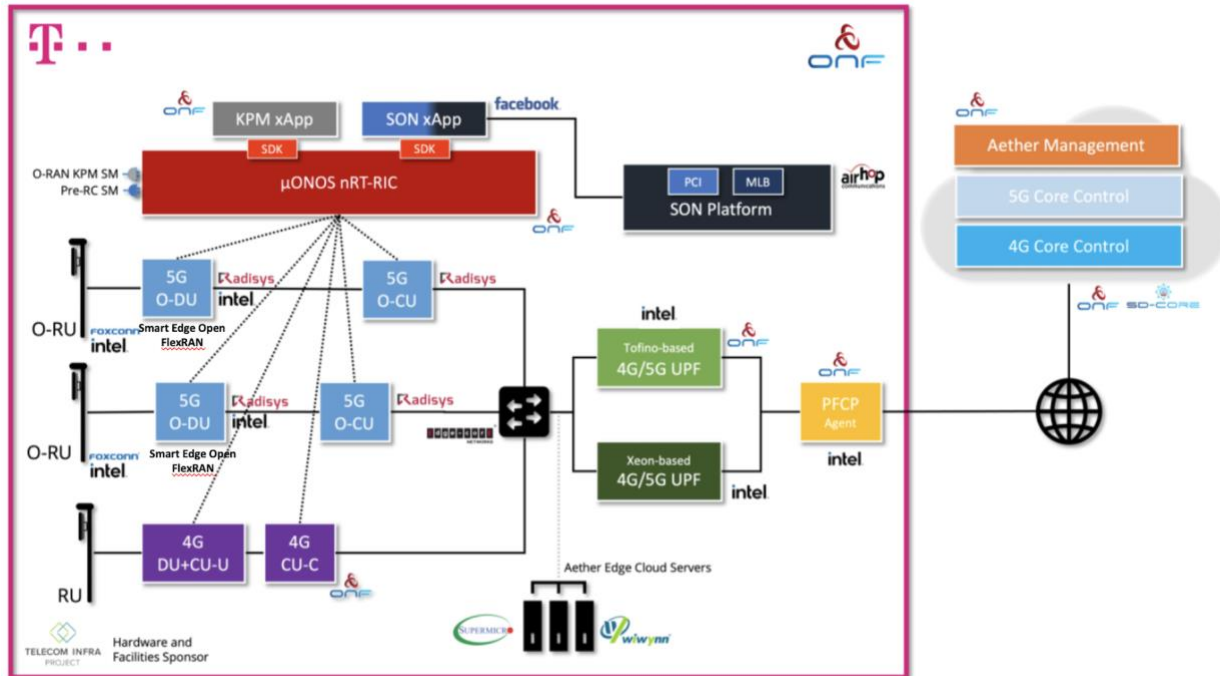 T
ONF
ONF
KPM xApp
SON xApp
facebook
SDK
SDK
O-RAN KPM SM
Pre-RC SM
µONOS nRT-RIC
ONF
PCI
MLB
SON Platform
airhop
communications
ONF
Aether Management
5G Core Control
4G Core Control
ONF
SD-CORE
5G
O-DU
Radisys
intel
5G
O-CU
Radisys
O-RU
FOXCONN
intel
Smart Edge Open
FlexRAN
5G
O-DU
Radisys
intel
5G
O-CU
Radisys
NETWORKS
O-RU
FOXCONN
intel
Smart Edge Open
FlexRAN
intel
Tofino-based
4G/5G UPF
ONF
Xeon-based
4G/5G UPF
intel
ONF
PFCP
Agent
intel
4G
DU+CU-U
4G
CU-C
ONF
RU
Aether Edge Cloud Servers
SUPERMICRO
wiwynn
TELECOM INFRA
PROJECT
Hardware and
Facilities Sponsor